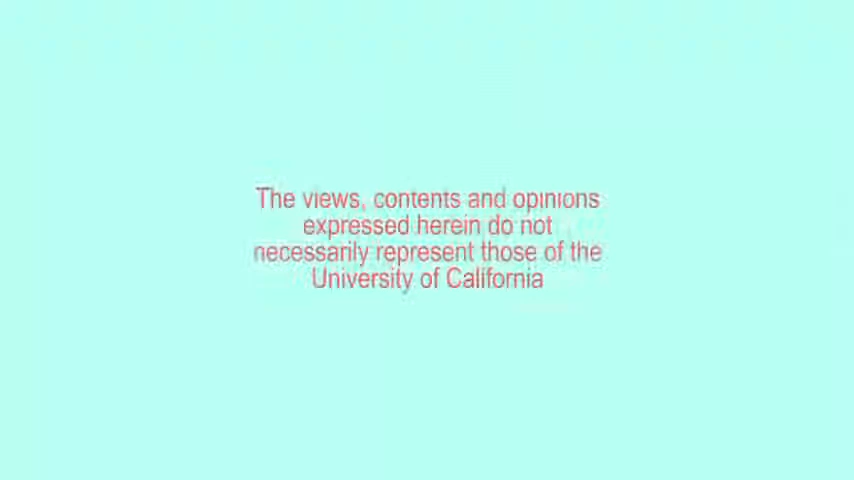 The views, contents and opinions
expressed herein do not
necessarily represent those of the
University of California